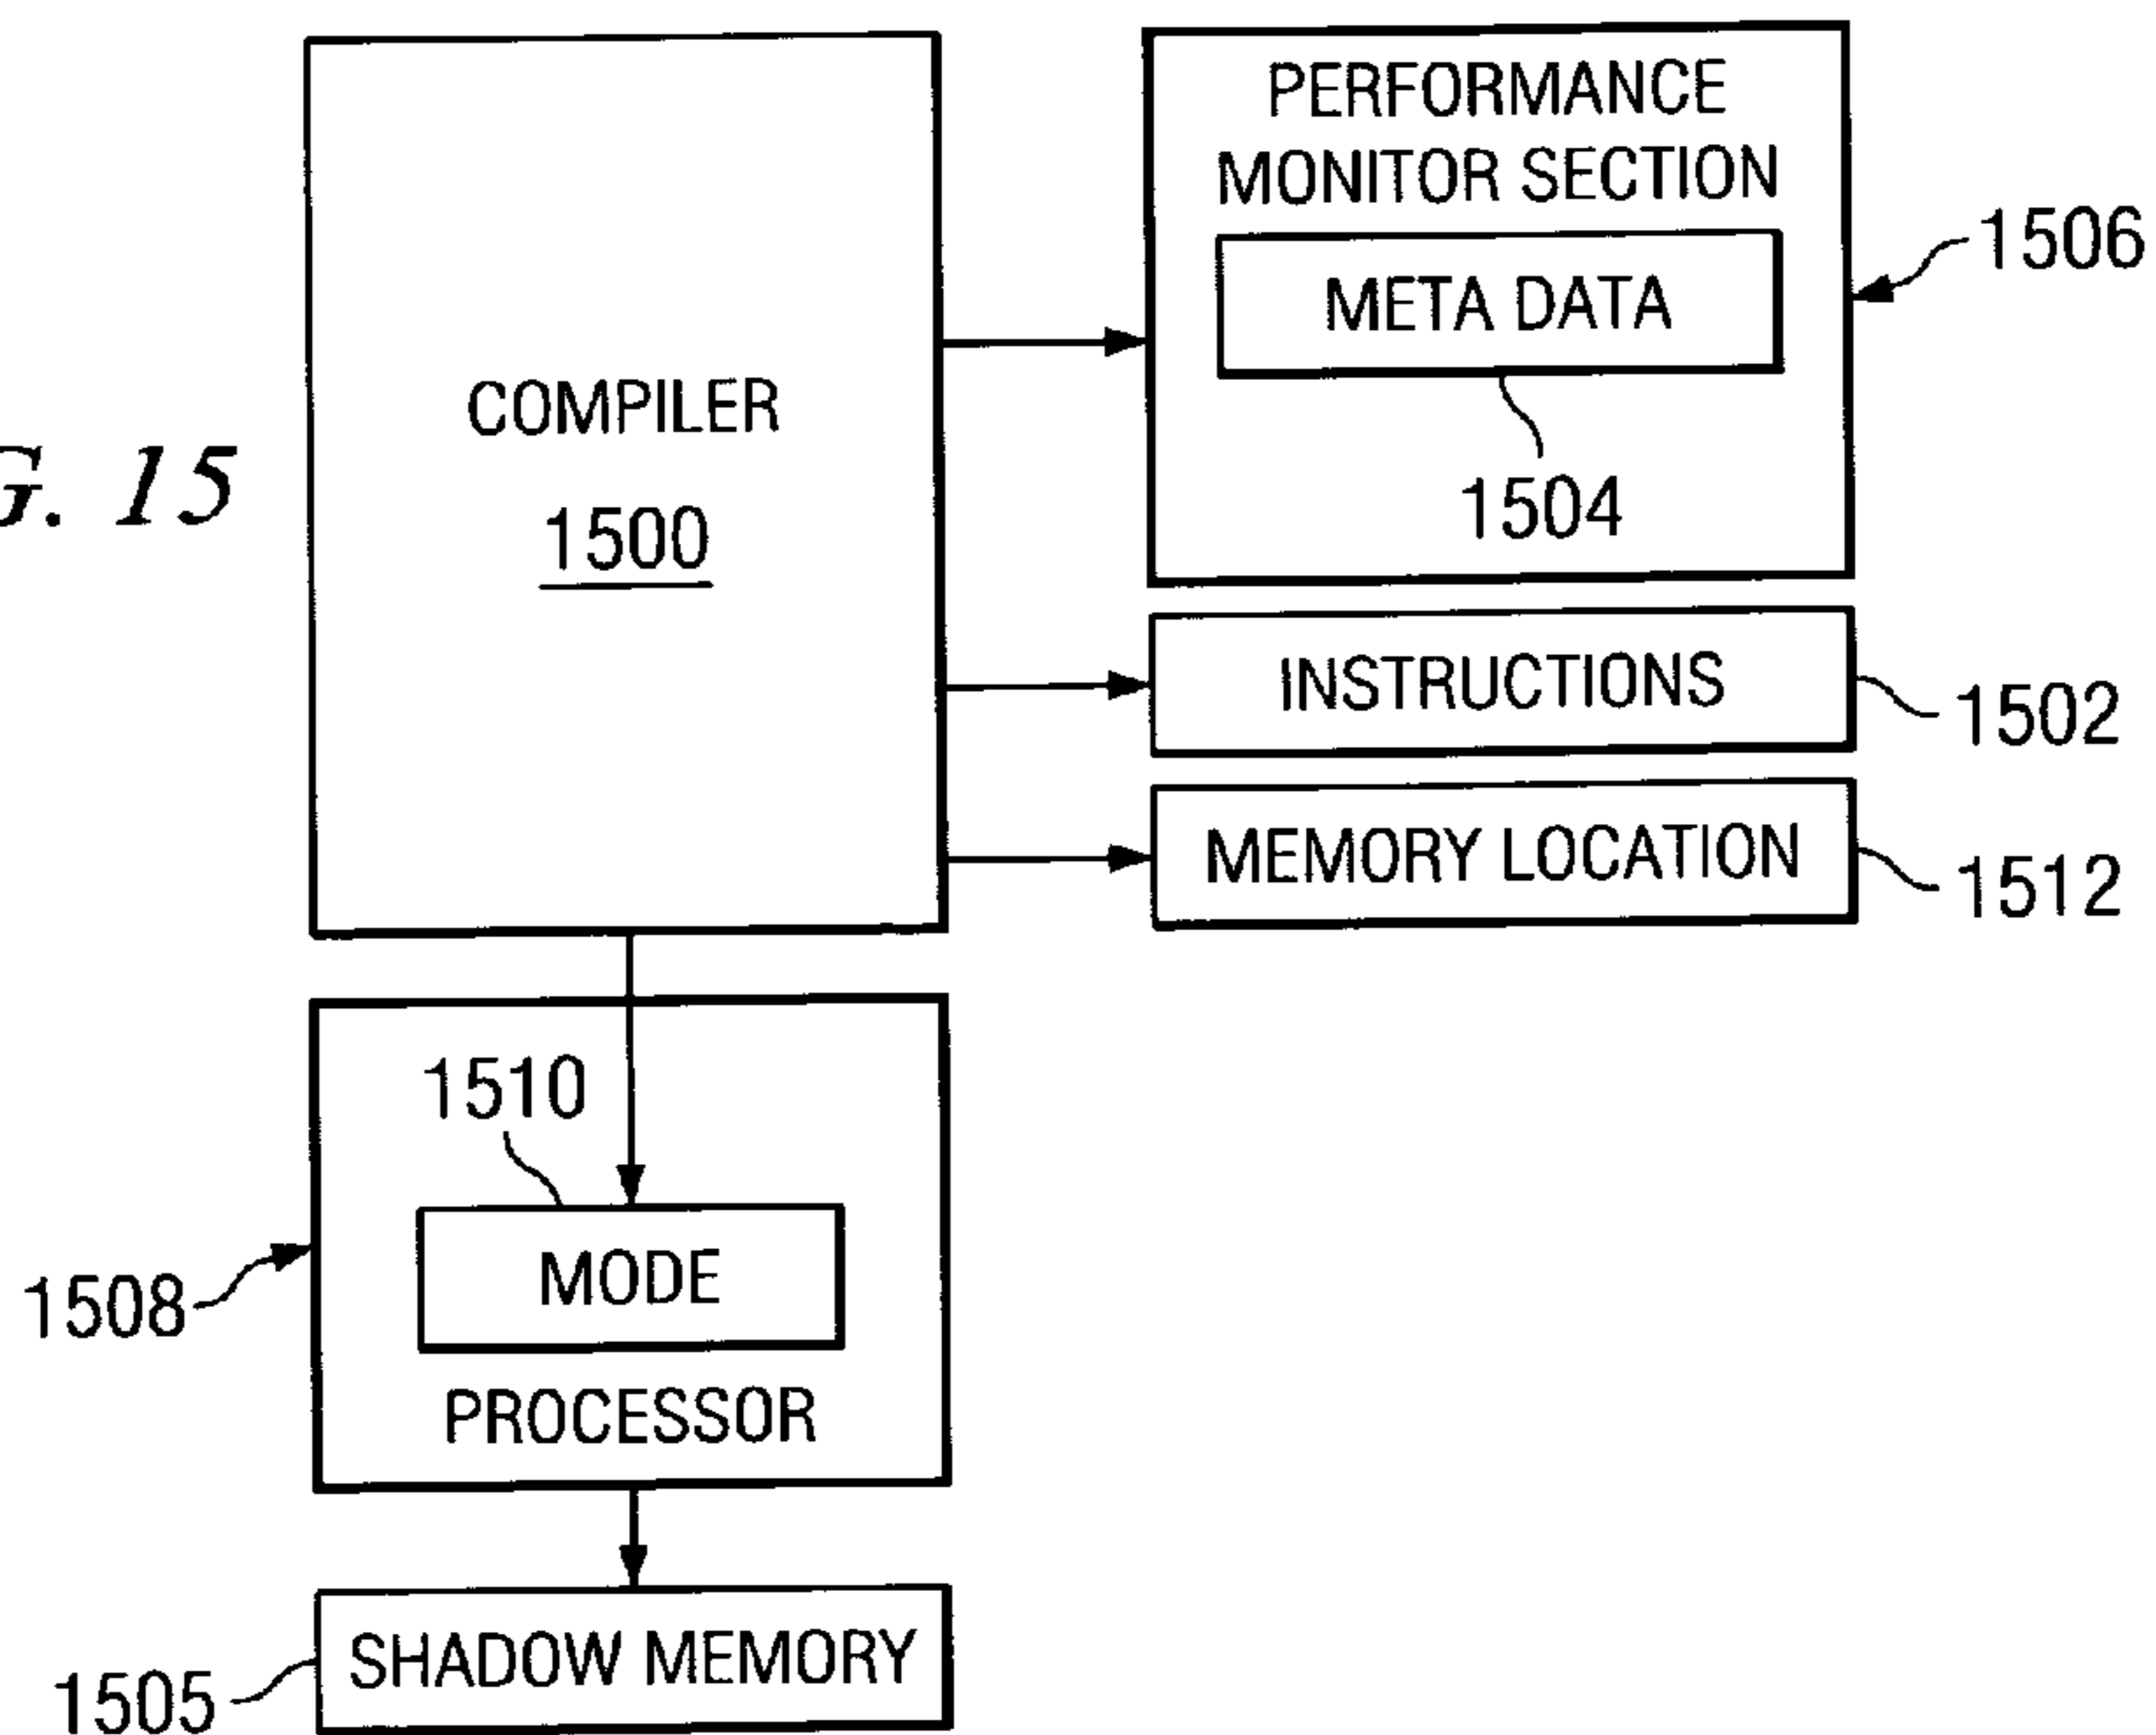 PERFORMANCE
MONITOR SECTION
META DATA
1506
1504
COMPILER
1500
G. 15
INSTRUCTIONS
1502
MEMORY LOCATION
1512
1510
MODE
1508
PROCESSOR
SHADOW MEMORY
1505